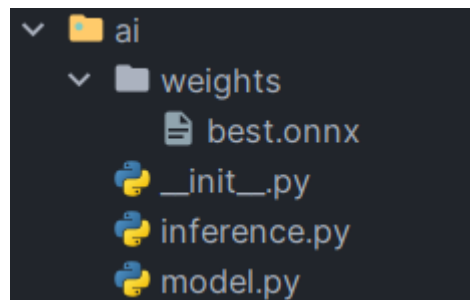 ai
weights
best.onnx
__init__.py
inference.py
model.py